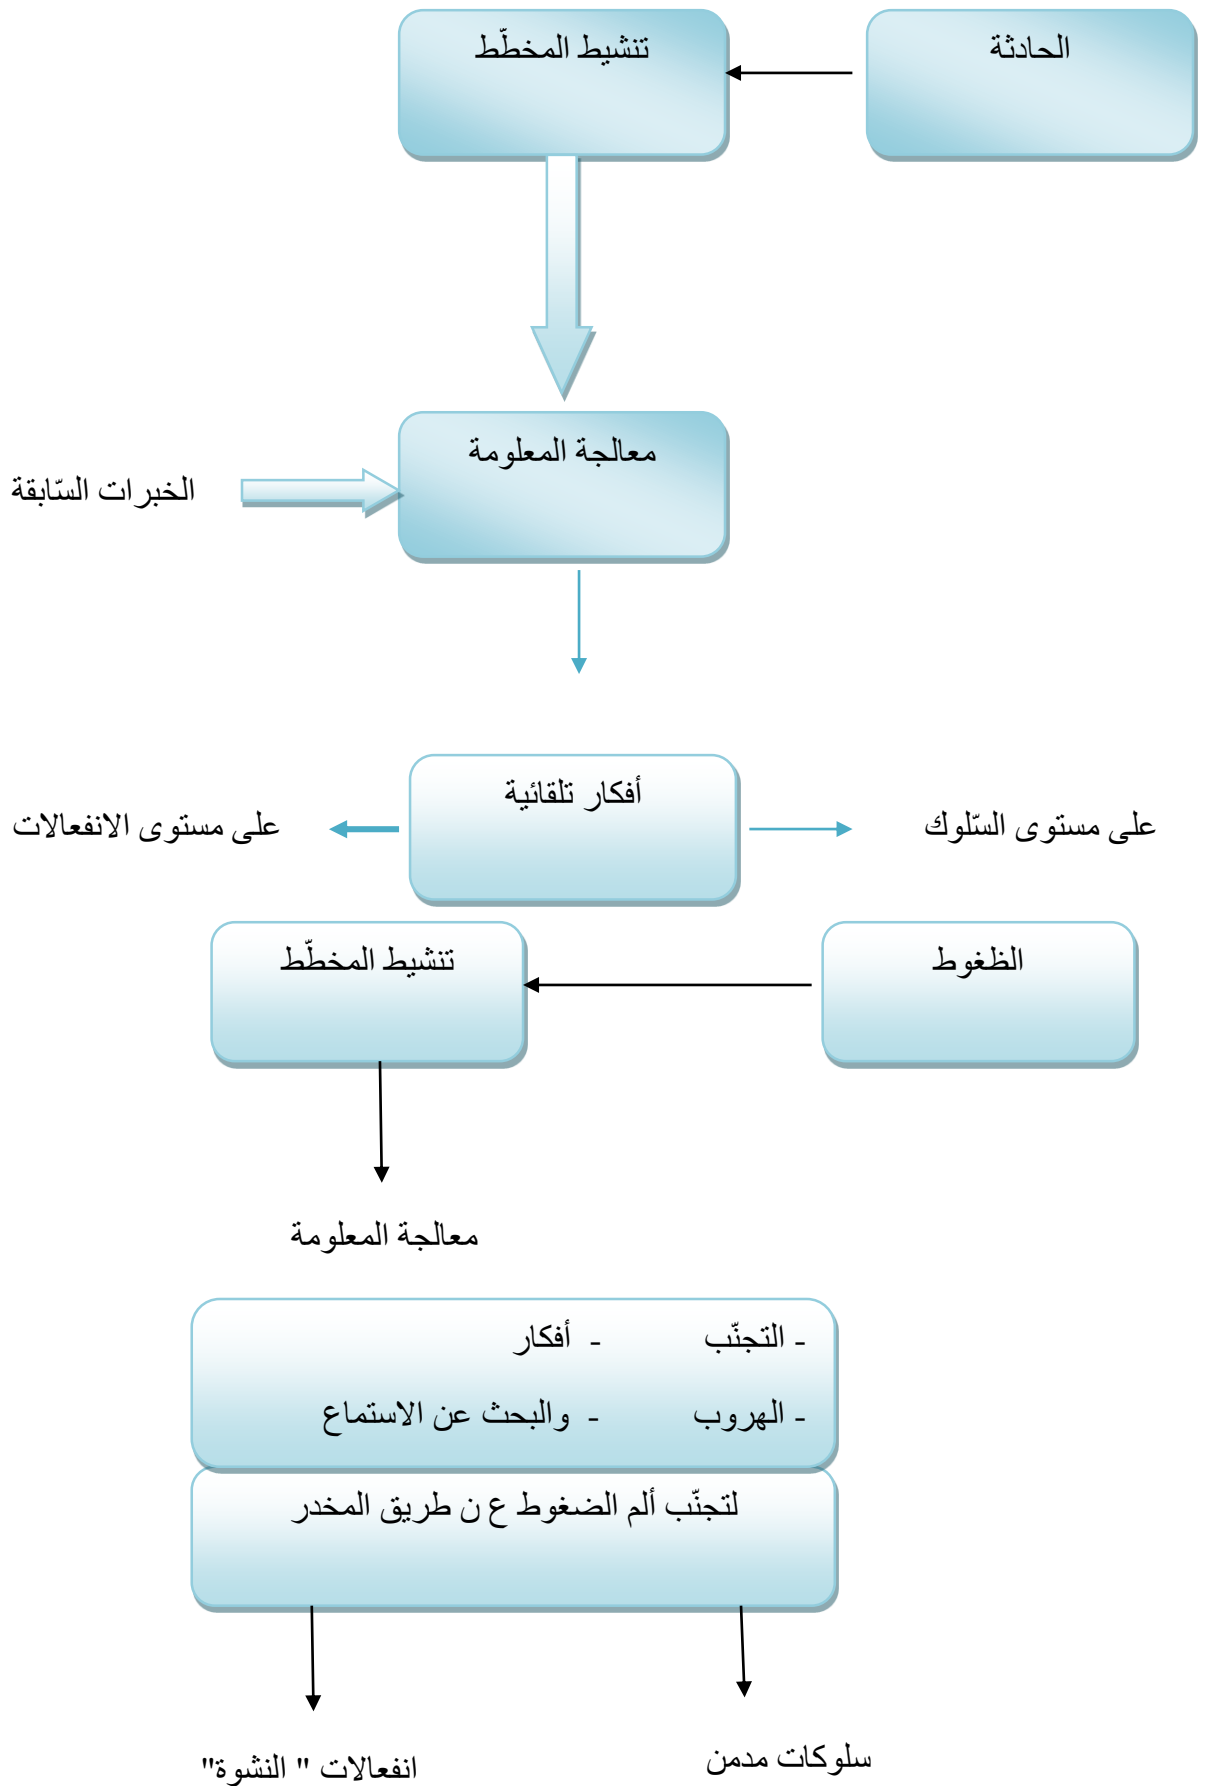 الحادثة
تنشيط المخطّط
معالجة المعلومة
الخبرات السّابقة
أفكار تلقائية
على مستوى السّلوك
على مستوى الانفعالات
الظغوط
تنشيط المخطّط
معالجة المعلومة
- التجنّب - أفكار
- الهروب - والبحث عن الاستماع
لتجنّب ألم الضغوط ع ن طريق المخدر
سلوكات مدمن
انفعالات " النشوة"